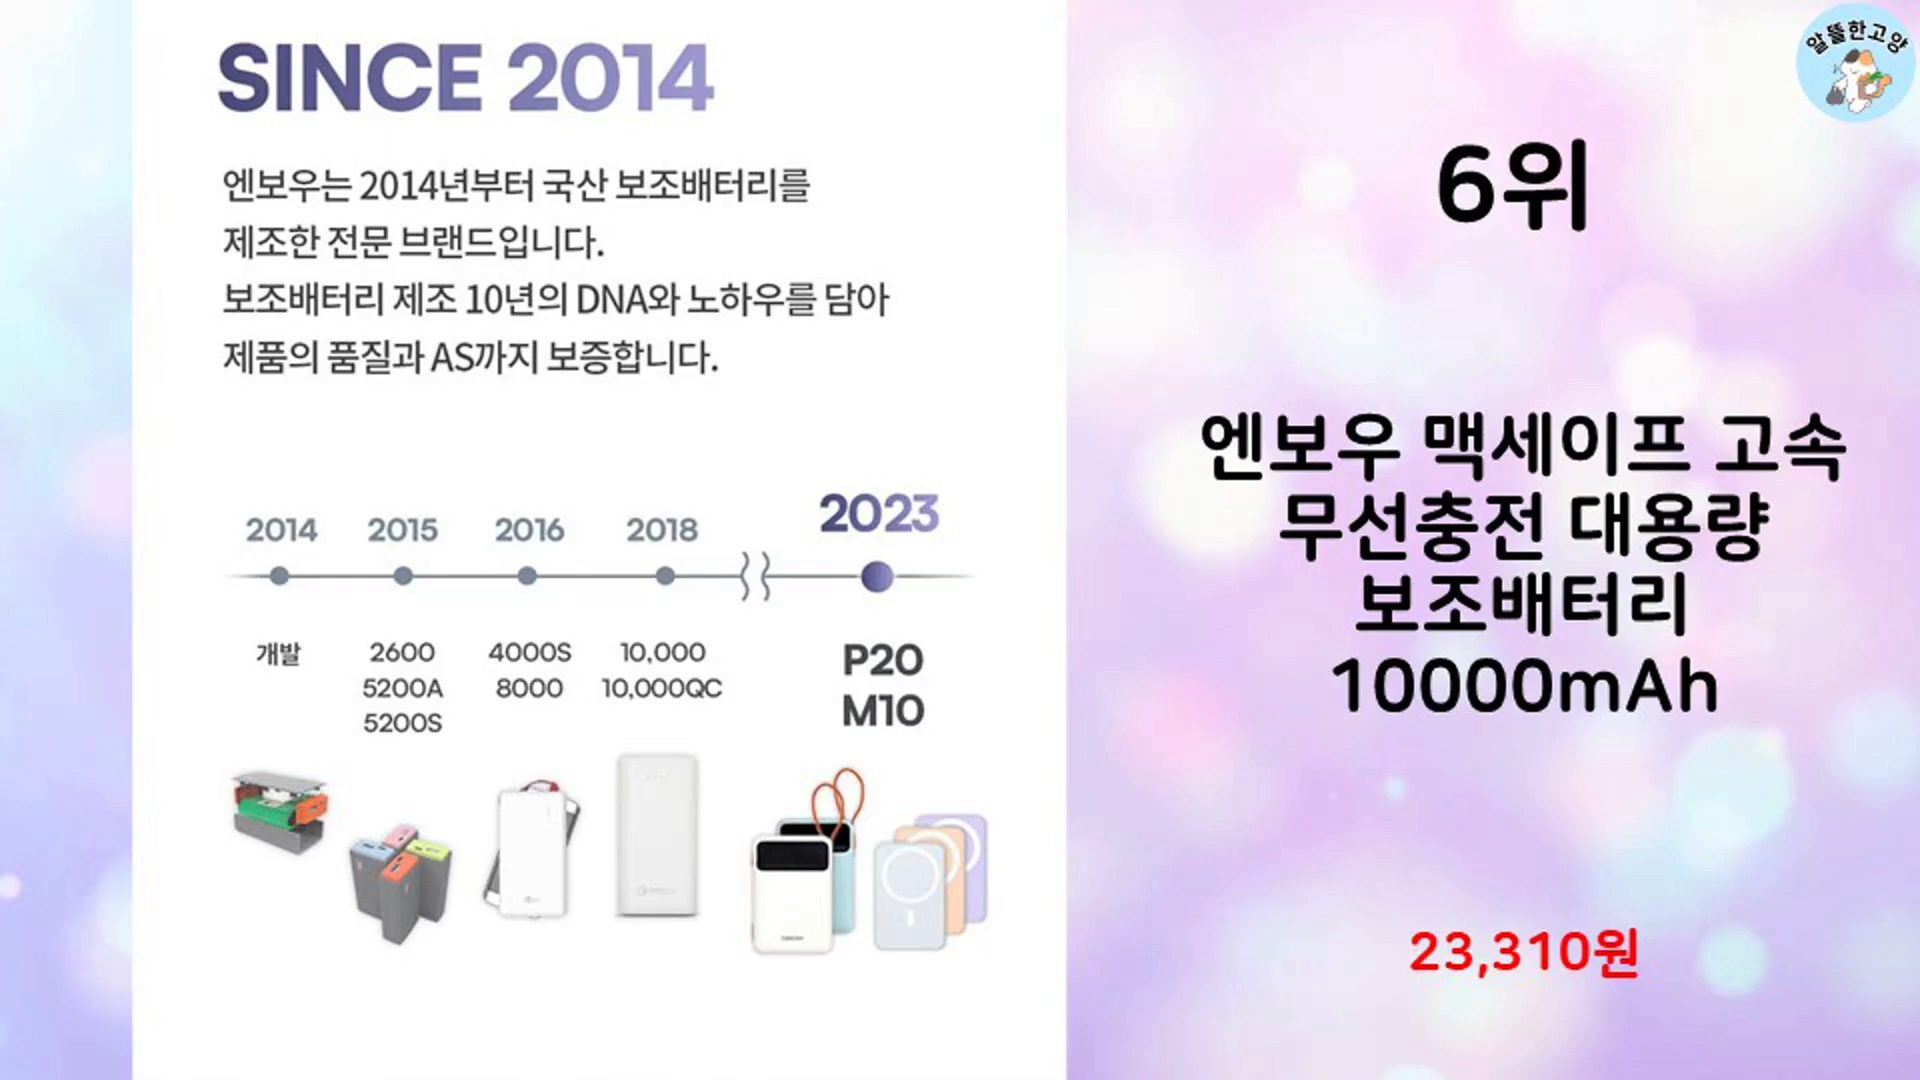 SINCE 2014
엔보우는 2014년부터 국산 보조배터리를
제조한 전문 브랜드입니다.
보조배터리 제조 10년의 DNA와 노하우를 담아
제품의 품질과 AS까지 보증합니다.
2014 2015 2016 2018 2023
개발 2600 4000S 10,000 P20
5200A 8000 10,000QC M10
5200S
알뜰한고양
6위
엔보우 맥세이프 고속
무선충전 대용량
보조배터리
10000mAh
23,310원